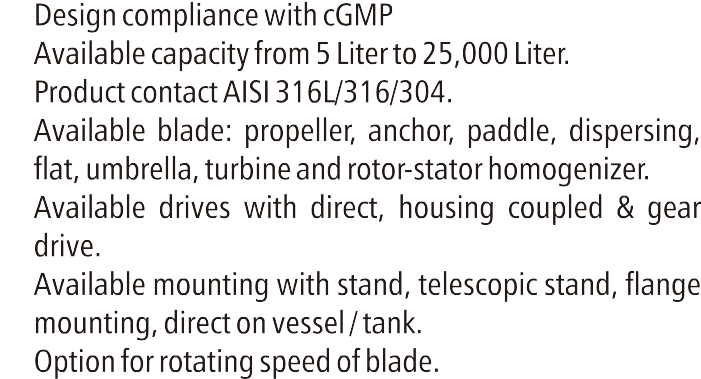 Design compliance with cGMP
Available capacity from 5 Liter to 25,000 Liter.
Product contact AISI 316L/316/304.
Available blade: propeller, anchor, paddle, dispersing,
flat, umbrella, turbine and rotor-stator homogenizer.
Available drives with direct, housing coupled & gear
drive.
Available mounting with stand, telescopic stand, flange
mounting, direct on vessel / tank.
Option for rotating speed of blade.